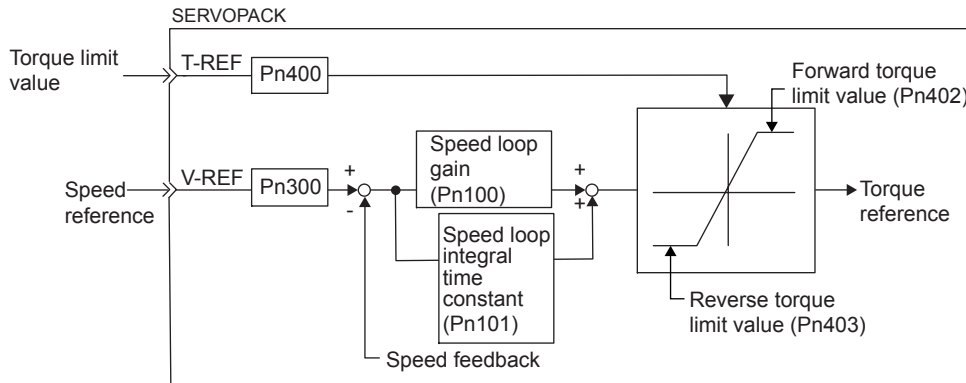 SERVOPACK
Torque limit
value
T-REF
Pn400
Forward torque
limit value (Pn402)
Speed
reference
V-REF
Pn300
+
-
Speed loop
gain
(Pn100)
+
+
Speed loop
integral
time
constant
(Pn101)
Torque
reference
Reverse torque
limit value (Pn403)
Speed feedback